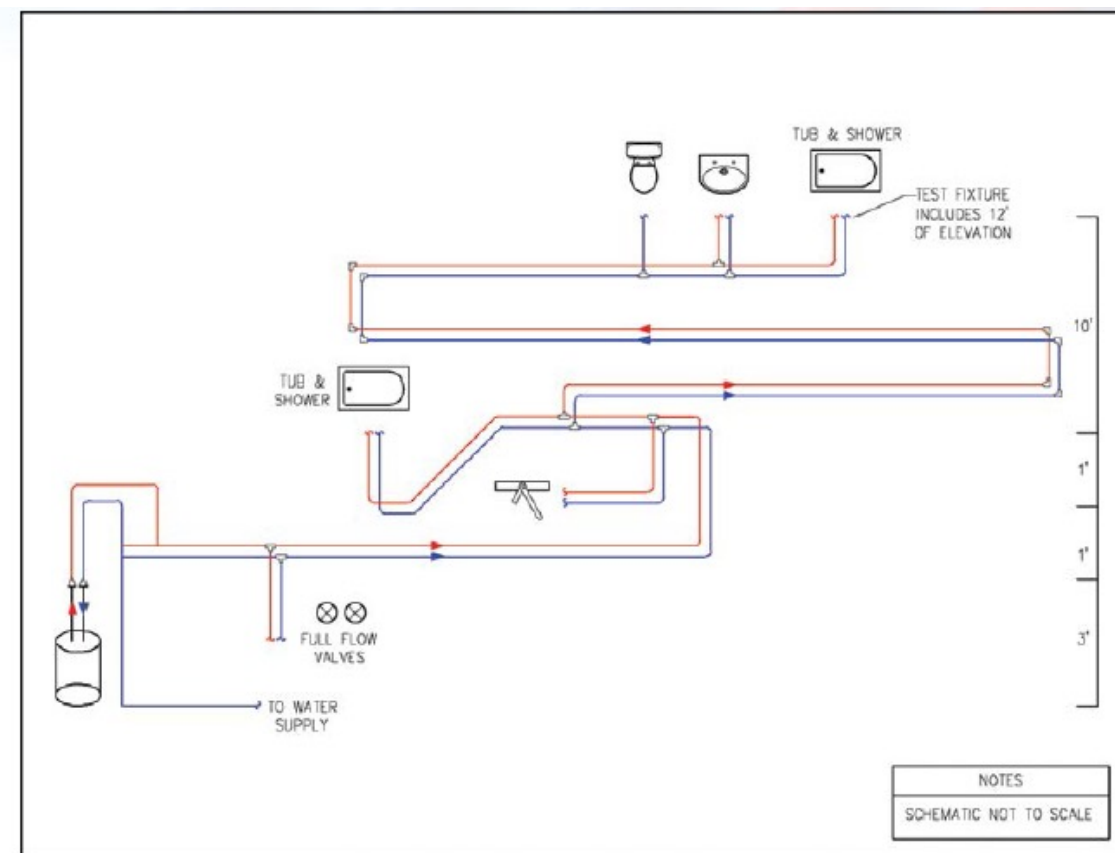 TUB & SHOWER
TEST FIXTURE
INCLUDES 12'
OF ELEVATION
10'
TUB &
SHOWER
1'
1'
FULL FLOW
VALVES
3'
TO WATER
SUPPLY
NOTES
SCHEMATIC NOT TO SCALE